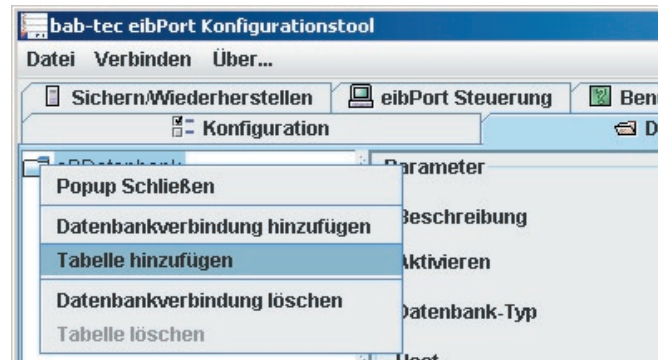 bab-tec eibPort Konfigurationstool
Datei Verbinden Über...
Sichern/Wiederherstellen eibPort Steuerung
Konfiguration
Popup Schließen
Datenbankverbindung hinzufügen
Tabelle hinzufügen
Datenbankverbindung löschen
Tabelle löschen
Parameter
Beschreibung
Aktivieren
Datenbank-Typ